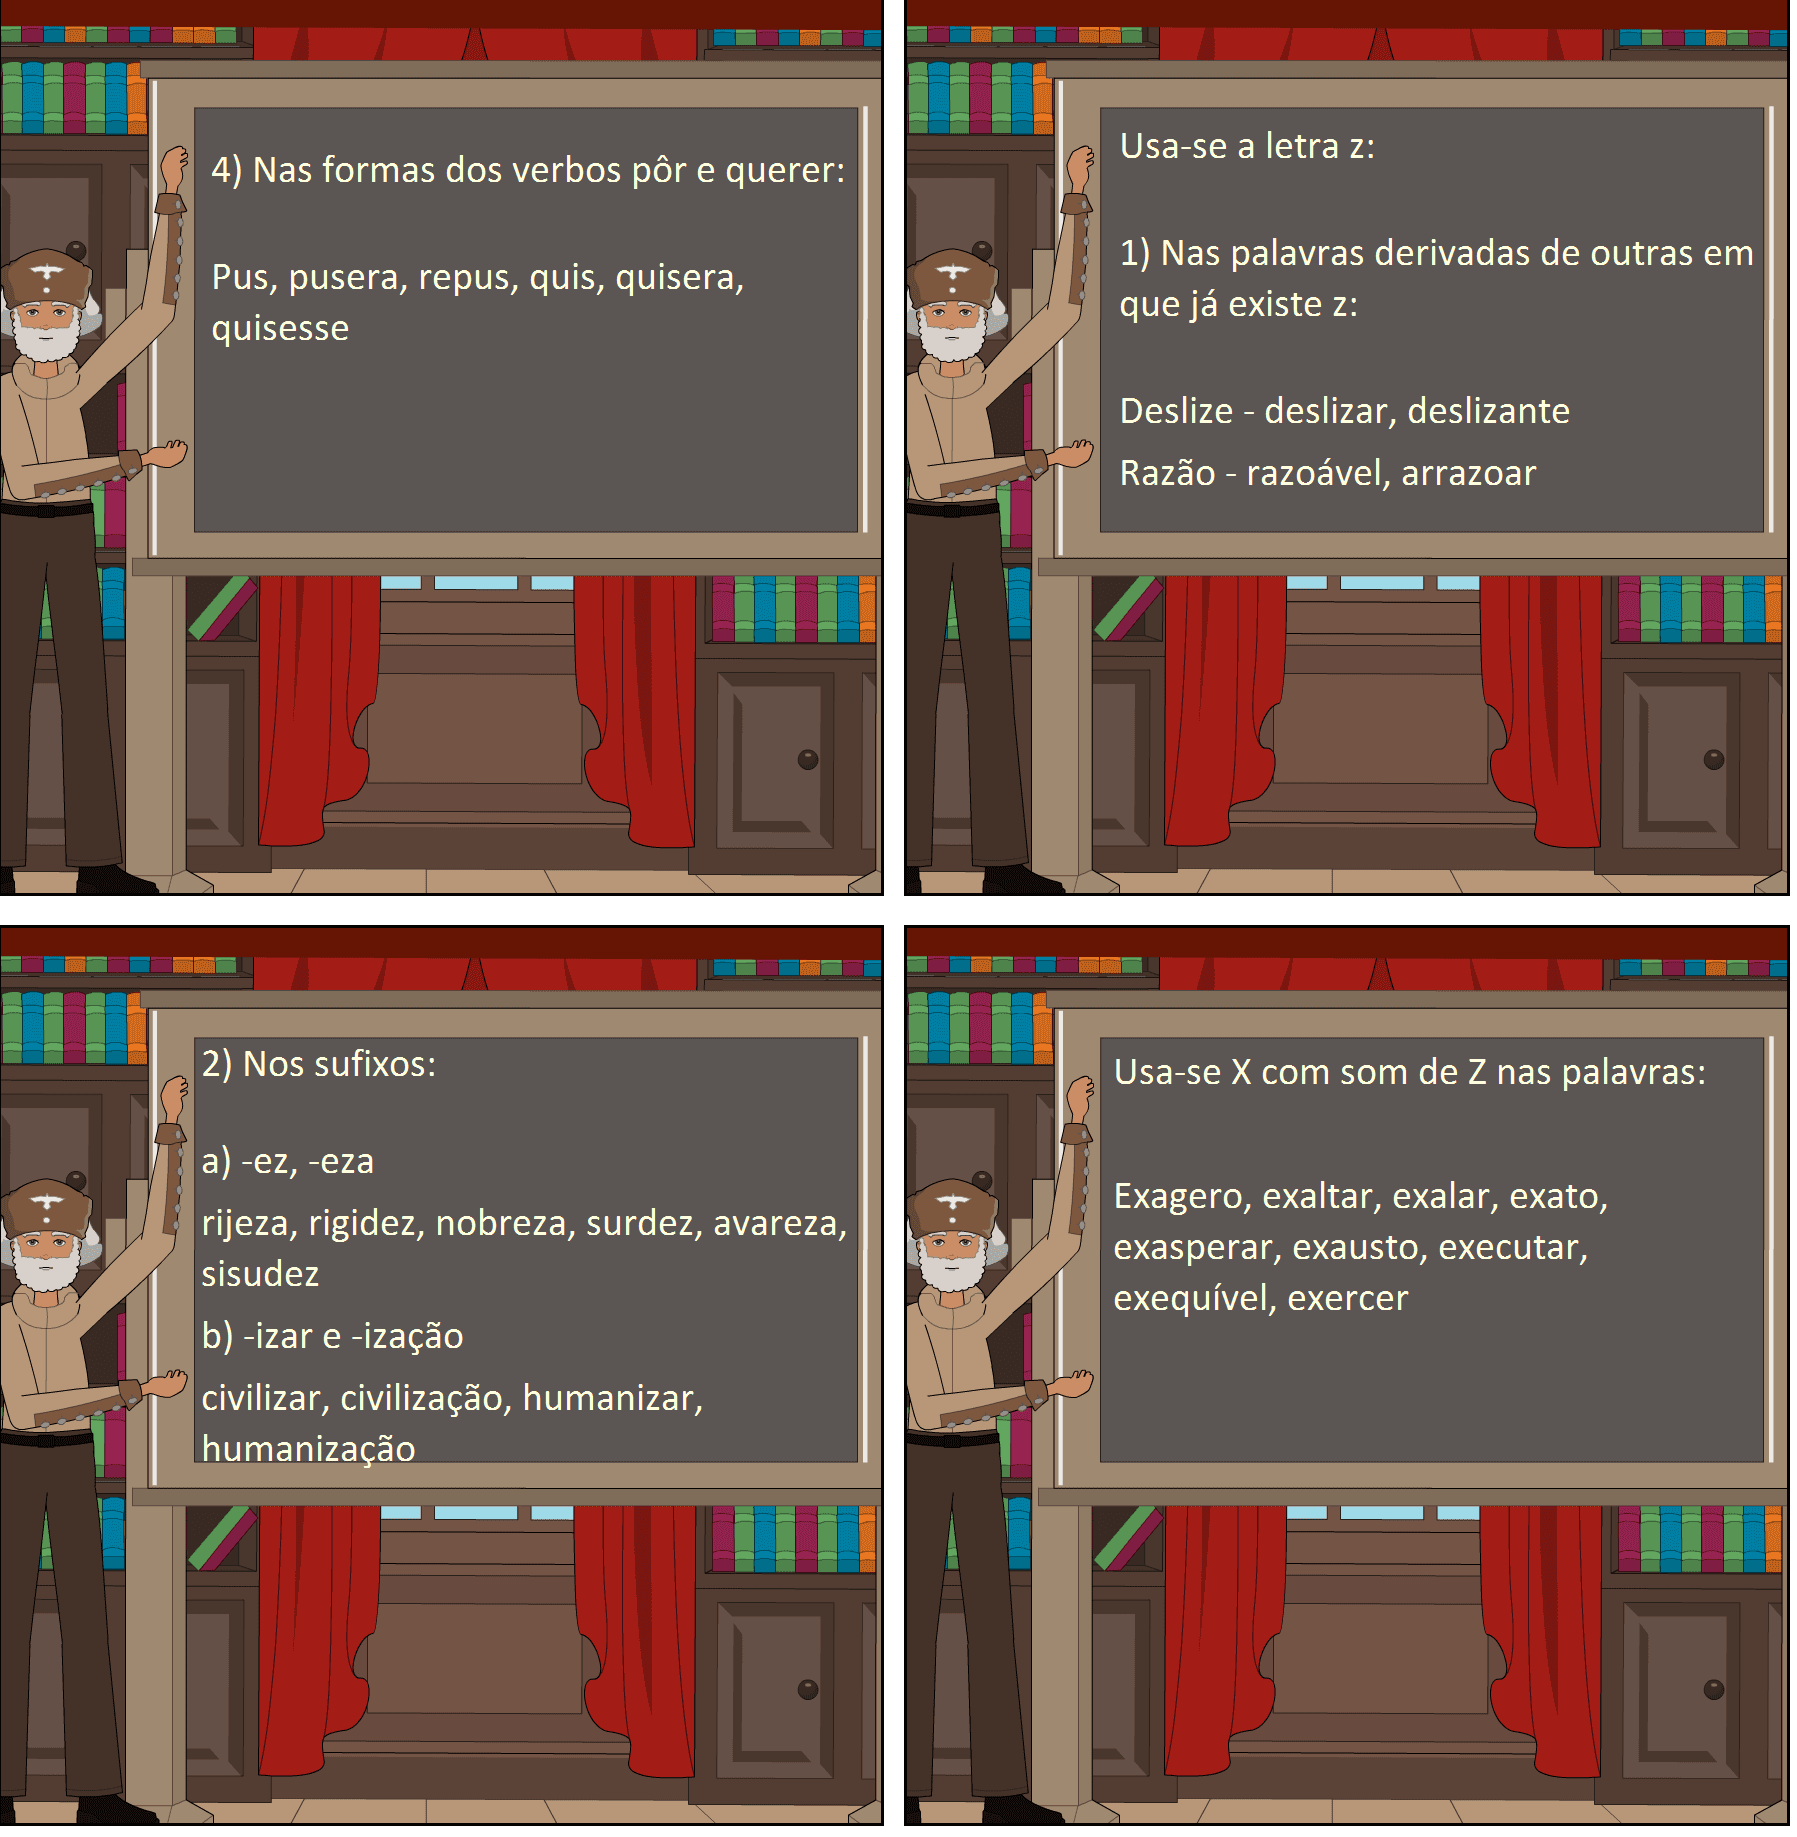 4) Nas formas dos verbos pôr e querer:
Pus, pusera, repus, quis, quisera,
quisesse
Usa-se a letra z:
1) Nas palavras derivadas de outras em
que já existe z:
Deslize - deslizar, deslizante
Razão - razoável, arrazoar
2) Nos sufixos:
a) -ez, -eza
rijeza, rigidez, nobreza, surdez, avareza,
sisudez
b) -izar e -ização
civilizar, civilização, humanizar,
humanização
Usa-se X com som de Z nas palavras:
Exagero, exaltar, exalar, exato,
exasperar, exausto, executar,
exequível, exercer